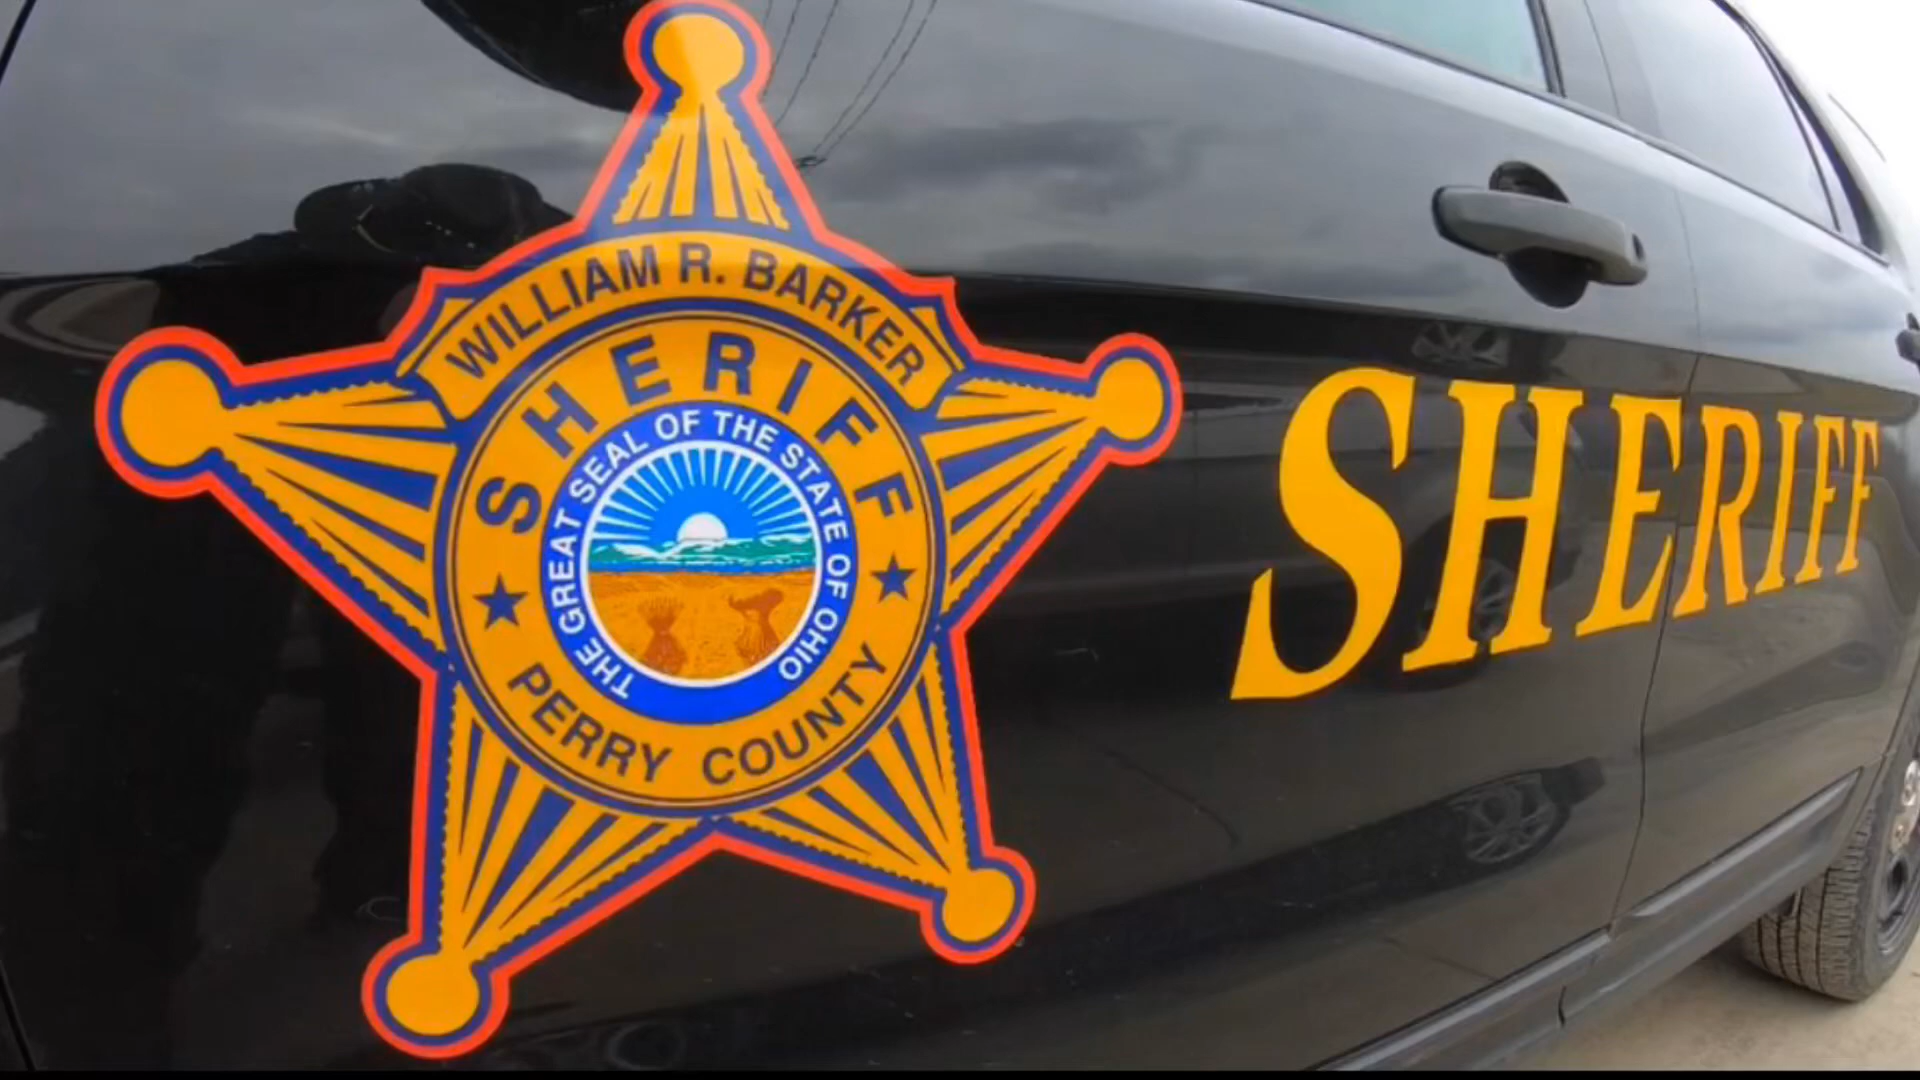 WILLIAM R. BARKER
SHERIFF
THE GREAT SEAL OF THE STATE OF OHIO
PERRY COUNTY
SHERIFF